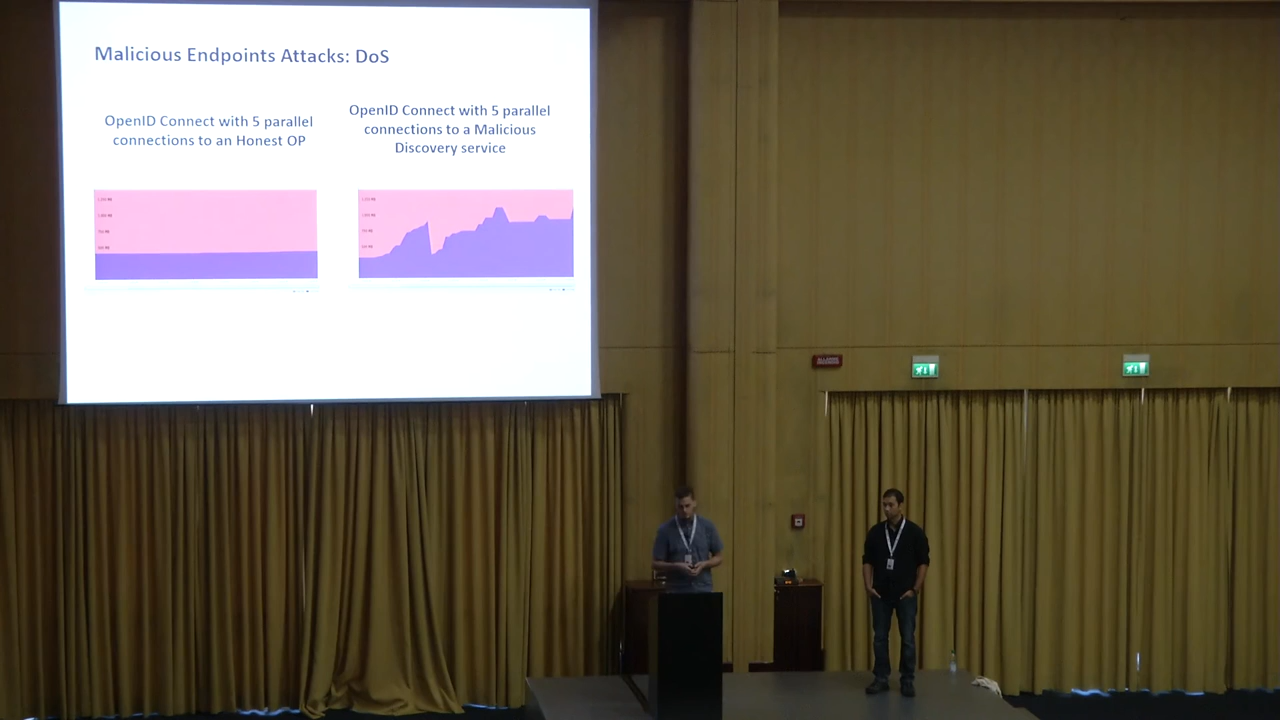 Malicious Endpoints Attacks: DoS
OpenID Connect with 5 parallel
connections to an Honest OP
OpenID Connect with 5 parallel
connections to a Malicious
Discovery service